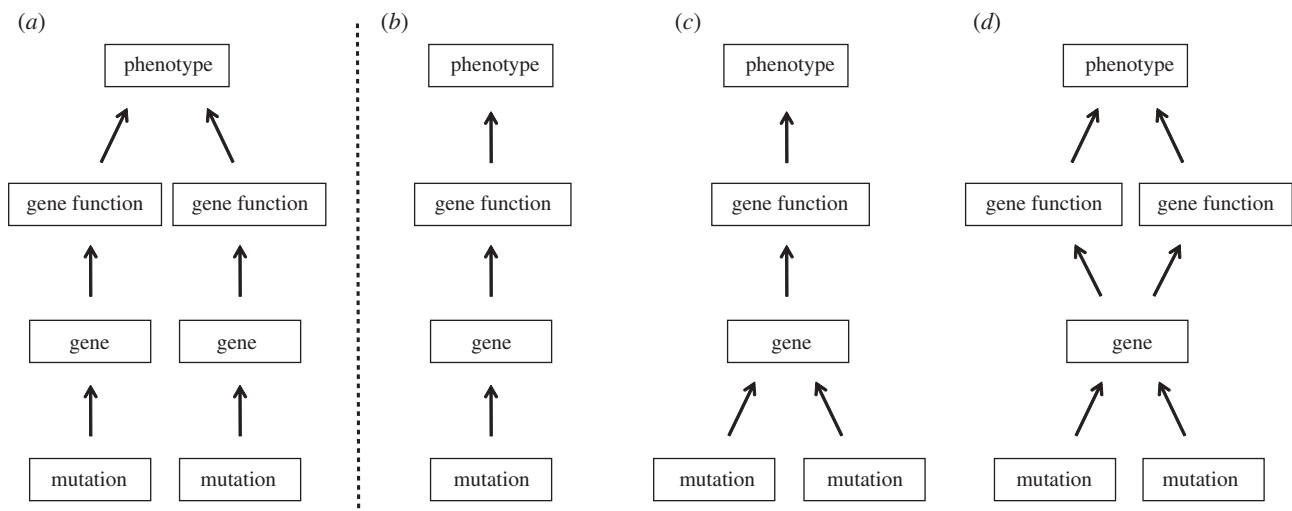 (a)
(b)
(c)
(d)
phenotype
phenotype
phenotype
phenotype
gene function
gene function
gene function
gene function
gene function
gene function
gene
gene
gene
gene
gene
mutation
mutation
mutation
mutation
mutation
mutation
mutation